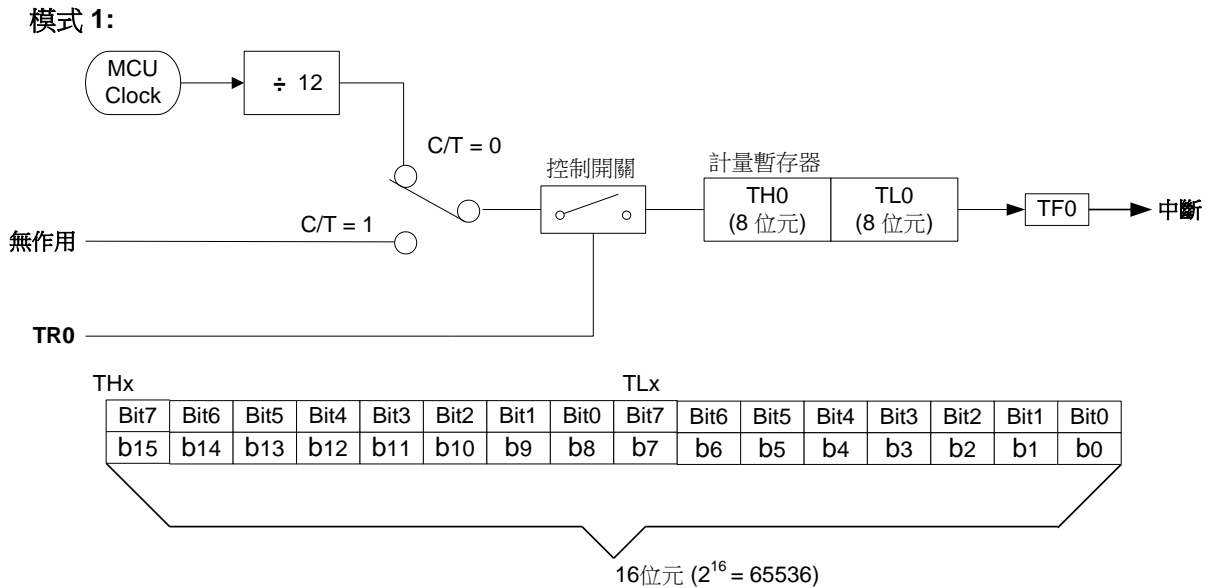 模式 1:
MCU
Clock
÷ 12
C/T = 0
控制開關
計量暫存器
TH0
(8 位元)
TL0
(8 位元)
TF0
中斷
C/T = 1
無作用
TR0
THx TLx
Bit7 Bit6 Bit5 Bit4 Bit3 Bit2 Bit1 Bit0 Bit7 Bit6 Bit5 Bit4 Bit3 Bit2 Bit1 Bit0
b15 b14 b13 b12 b11 b10 b9 b8 b7 b6 b5 b4 b3 b2 b1 b0
16位元 (2^16 = 65536)